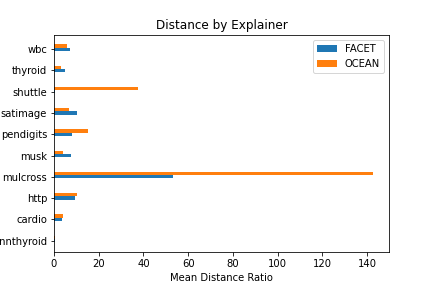 Distance by Explainer
FACET
OCEAN
wbc
thyroid
shuttle
satimage
pendigits
musk
mulcross
http
cardio
nnthyroid
0 20 40 60 80 100 120 140
Mean Distance Ratio